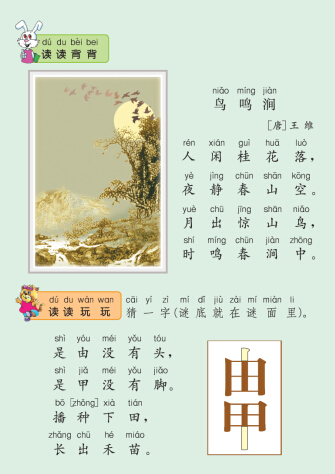 dú du bèi bei
读读背背
niǎo míng jiàn
鸟鸣涧
[唐]王维
rén xián guì huā luò
人闲桂花落，
yè jìng chūn shān kōng
夜静春山空。
yuè chū jīng shān niǎo
月出惊山鸟，
shí míng chūn jiàn zhōng
时鸣春涧中。
dú du wán wan
读读玩玩
cāi yí zì mí dǐ jiù zài mí miàn li
猜一字(谜底就在谜面里)。
shì yóu méi yǒu tóu
是由没有头，
shì jiǎ méi yǒu jiǎo
是甲没有脚。
bō [zhǒng] xià tián
播种下田，
zhǎng chū hé miáo
长出禾苗。